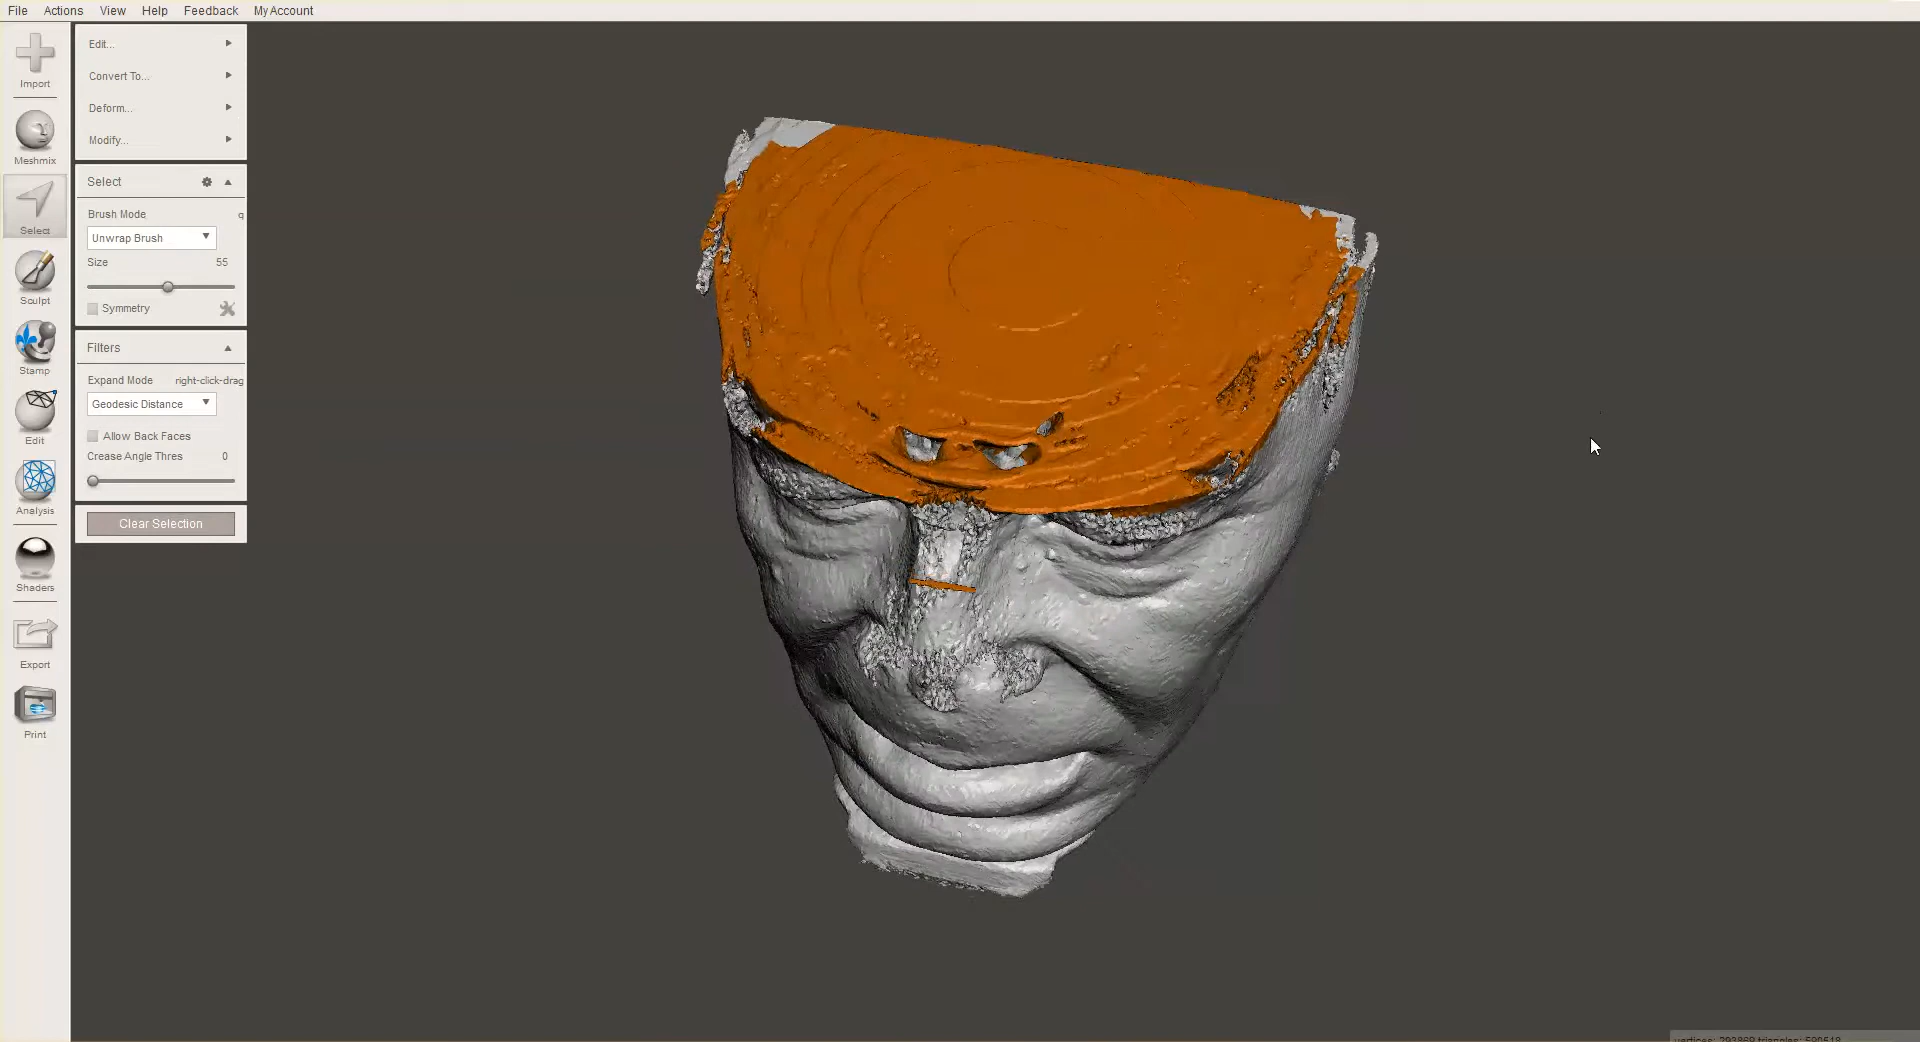 File Actions View Help Feedback My Account
Import
Meshmix
Select
Sculpt
Stamp
Edit
Analysis
Shaders
Export
Print
Edit...
Convert To...
Deform...
Modify...
Select
Brush Mode q
Unwrap Brush
Size 55
Symmetry
Filters
Expand Mode right-click-drag
Geodesic Distance
Allow Back Faces
Crease Angle Thres 0
Clear Selection
vertices: triangles: